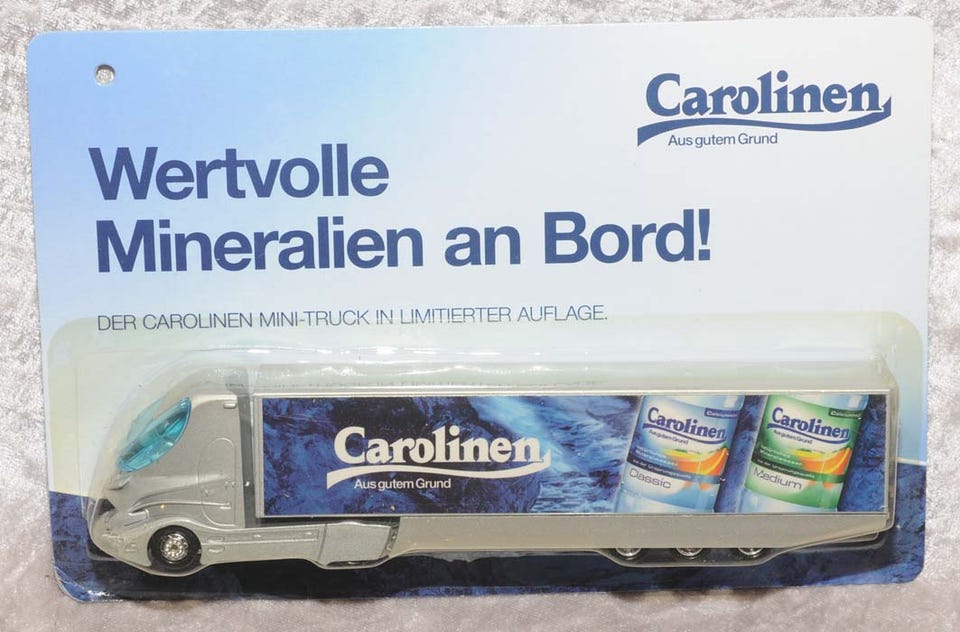 Carolinen
Aus gutem Grund
Wertvolle
Mineralien an Bord!
DER CAROLINEN MINI-TRUCK IN LIMITIERTER AUFLAGE.
Carolinen
Aus gutem Grund
Carolinen
Aus gutem Grund
Classic
Carolinen
Aus gutem Grund
Medium